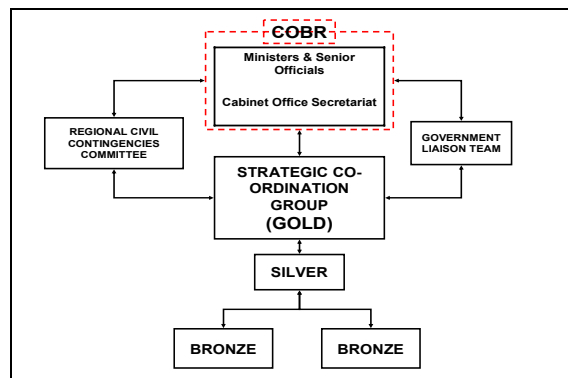 COBR
Ministers & Senior
Officials
Cabinet Office Secretariat
REGIONAL CIVIL
CONTINGENCIES
COMMITTEE
GOVERNMENT
LIAISON TEAM
STRATEGIC CO-
ORDINATION
GROUP
(GOLD)
SILVER
BRONZE
BRONZE